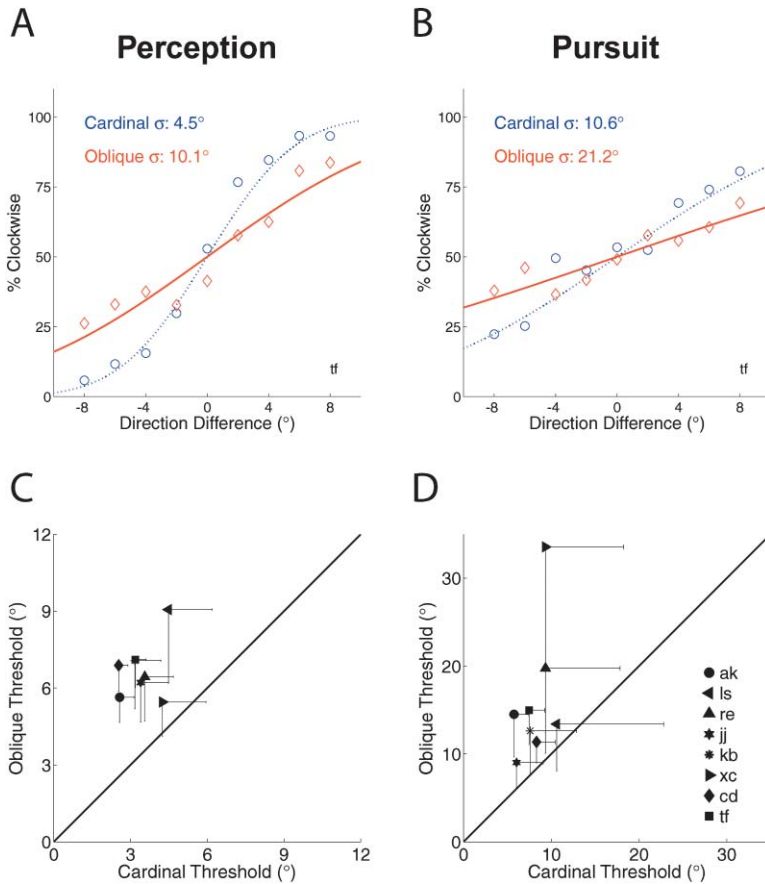 A
Perception
Cardinal σ: 4.5°
Oblique σ: 10.1°
% Clockwise
100
75
50
25
0
-8
-4
0
4
8
tf
Direction Difference (°)
B
Pursuit
Cardinal σ: 10.6°
Oblique σ: 21.2°
% Clockwise
100
75
50
25
0
-8
-4
0
4
8
tf
Direction Difference (°)
C
Oblique Threshold (°)
12
9
6
3
0
0
3
6
9
12
Cardinal Threshold (°)
D
Oblique Threshold (°)
30
20
10
0
0
10
20
30
Cardinal Threshold (°)
ak
ls
re
jj
kb
xc
cd
tf